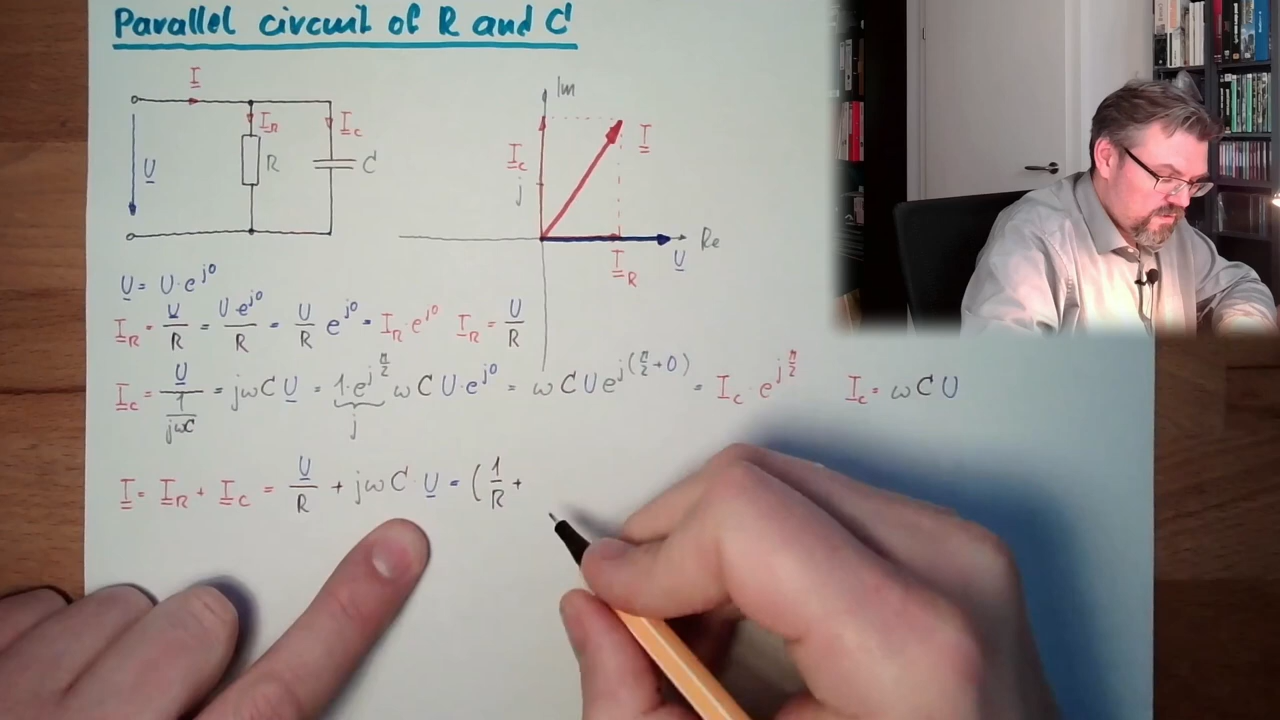 Parallel circuit of R and C
I
I_R
I_C
R
C
U
Im
I_C
j
I
Re
I_R
U
U = U·e^{j0}
I_R = U/R = U·e^{j0}/R = U/R e^{j0} = I_R·e^{j0} I_R = U/R
I_C = U/(1/jωC) = jωC U = 1·e^{jπ/2} ωC U·e^{j0} = ωCUe^{j(π/2+0)} = I_C·e^{jπ/2} I_C = ωCU
j
I = I_R + I_C = U/R + jωC·U = (1/R +